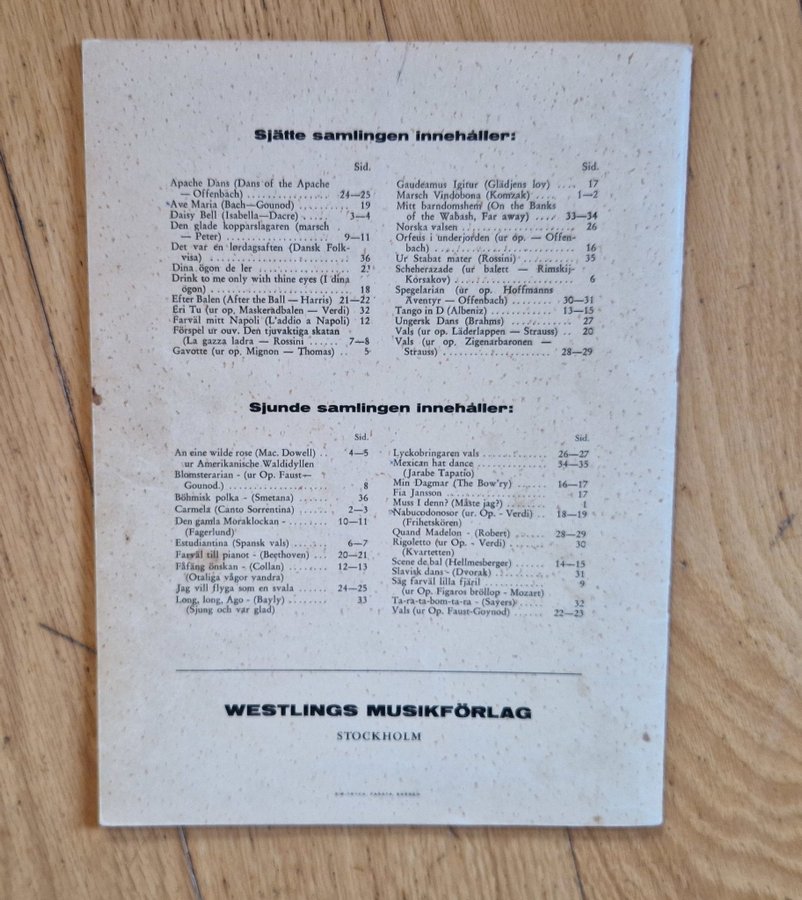 Sjätte samlingen innehåller:
Sid.
Apache Dans (Dans of the Apache
— Offenbach) ................ 24—25
Ave Maria (Bach—Gounod) ..... 19
Daisy Bell (Isabella—Dacre) ..... 3—4
Den glade kopparslagaren (marsch
— Peter) .................... 9—11
Det var en lørdagsaften (Dansk Folk-
visa) ........................ 36
Dina ögon de ler ................ 23
Drink to me only with thine eyes (I dina
ögon) ........................ 18
Efter Balen (After the Ball — Harris) 21—22
Eri Tu (ur op. Maskeradbalen — Verdi) 32
Farväl mitt Napoli (L'addio a Napoli) 12
Förspel ur ouv. Den tjuvaktiga skatan
(La gazza ladra — Rossini ...... 7—8
Gavotte (ur op. Mignon — Thomas) .. 5
Sid.
Gaudeamus Igitur (Glädjens lov) .... 17
Marsch Vindobona (Komzak) ..... 1—2
Mitt barndomshem (On the Banks
of the Wabash, Far away) .... 33—34
Norska valsen .................... 26
Orfeus i underjorden (ur op. — Offen-
bach) ........................ 16
Ur Stabat mater (Rossini) ........ 35
Scheherazade (ur balett — Rimskij-
Korsakov) .................... 6
Spegelarian (ur op. Hoffmanns
Äventyr — Offenbach) ........ 30—31
Tango in D (Albeniz) .......... 13—15
Ungersk Dans (Brahms) .......... 27
Vals (ur op. Läderlappen — Strauss) .. 20
Vals (ur op. Zigenarbaronen —
Strauss) ...................... 28—29
Sjunde samlingen innehåller:
Sid.
An eine wilde rose (Mac. Dowell) .. 4—5
ur Amerikanische Waldidyllen
Blomsterarian - (ur Op. Faust—
Gounod.) ...................... 8
Böhmisk polka - (Smetana) ...... 36
Carmela (Canto Sorrentina) ...... 2—3
Den gamla Moraklockan - ........ 10—11
(Fagerlund)
Estudiantina (Spansk vals) ...... 6—7
Farväl till pianot - (Beethoven) ... 20—21
Fåfäng önskan - (Collan) ........ 12—13
(Otaliga vågor vandra)
Jag vill flyga som en svala ...... 24—25
Long, long, Ago - (Bayly) ........ 33
(Sjung och var glad)
Sid.
Lyckobringaren vals ............ 26—27
Mexican hat dance .............. 34—35
(Jarabe Tapatio)
Min Dagmar (The Bow'ry) ...... 16—17
Fia Jansson .................... 17
Muss I denn? (Måste jag?) ...... 1
Nabucodonosor (ur. Op. - Verdi) .. 18—19
(Frihetskören)
Quand Madelon - (Robert) ...... 28—29
Rigoletto (ur Op. - Verdi) ...... 30
(Kvartetten)
Scene de bal (Hellmesberger) .... 14—15
Slavisk dans - (Dvorak) .......... 31
Säg farväl lilla fjäril ............ 9
(ur Op. Figaros bröllop - Mozart)
Ta-ra-ta-bom-ta-ra - (Sayers) ...... 32
Vals (ur Op. Faust-Goynod) ...... 22—23
WESTLINGS MUSIKFÖRLAG
STOCKHOLM